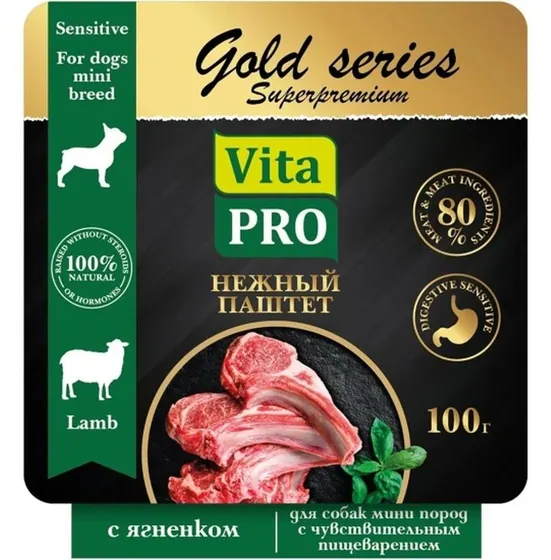 Sensitive
For dogs
mini
breed
Gold series
Superpremium
Vita
PRO
НЕЖНЫЙ
ПАШТЕТ
MEAT & MEAT INGREDIENTS
80
%
RAISED WITHOUT STEROIDS
100%
NATURAL
OR HORMONES
DIGESTIVE SENSITIVE
Lamb
100г
с ягненком
для собак мини пород
с чувствительным
пищеварением